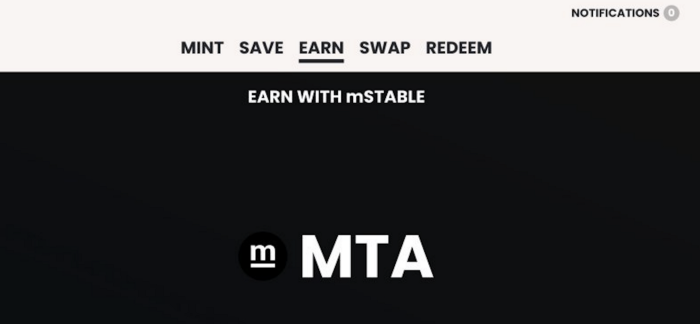 NOTIFICATIONS 0
MINT SAVE EARN SWAP REDEEM
EARN WITH mSTABLE
m MTA